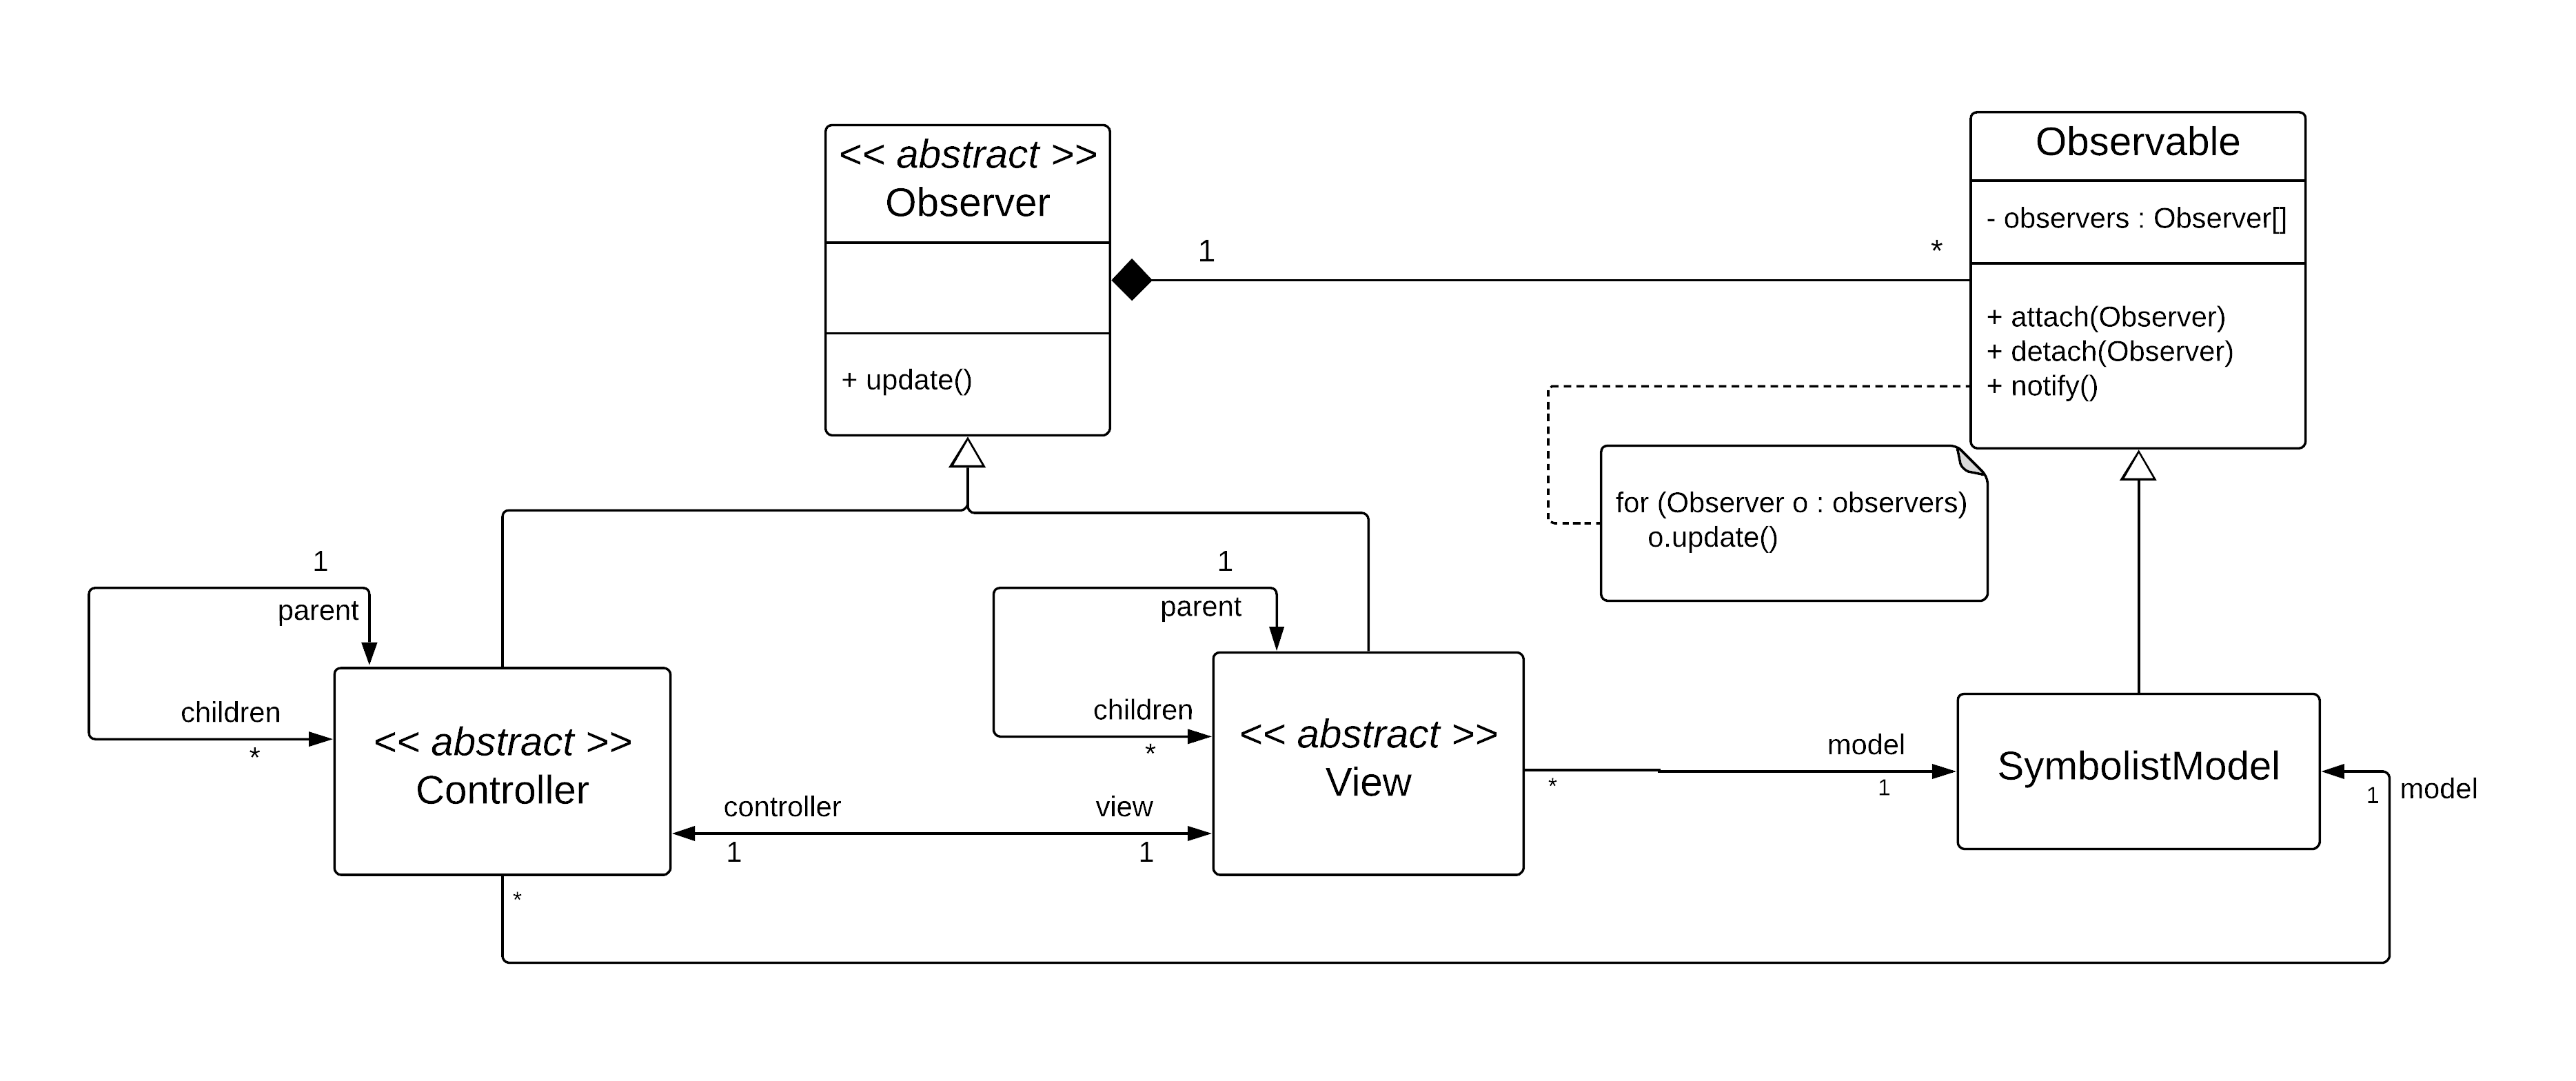 << abstract >>
Observer
+ update()
1
*
Observable
- observers : Observer[]
+ attach(Observer)
+ detach(Observer)
+ notify()
for (Observer o : observers)
o.update()
1
parent
children
*
<< abstract >>
Controller
1
parent
children
*
<< abstract >>
View
controller
1
view
1
*
model
1
SymbolistModel
1
model
*